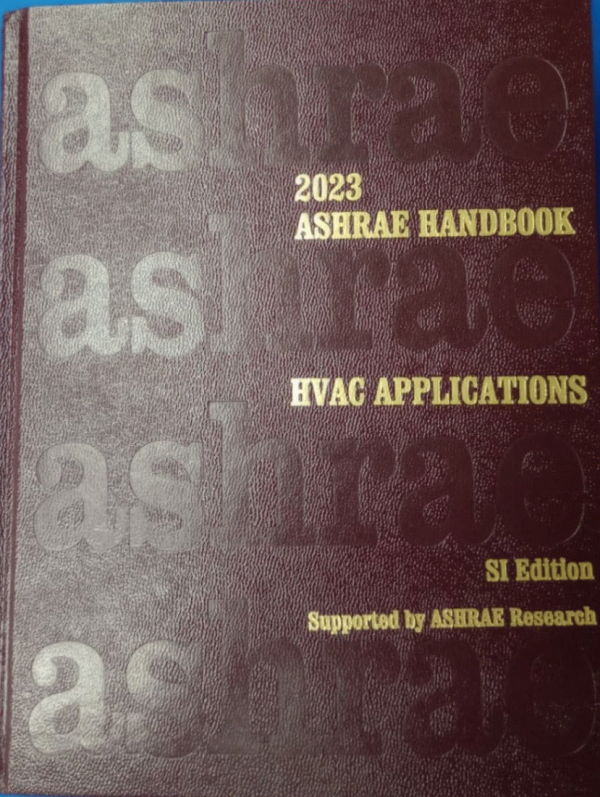 ashrae
2023
ASHRAE HANDBOOK
ashrae
HVAC APPLICATIONS
ashrae
SI Edition
Supported by ASHRAE Research
ashrae